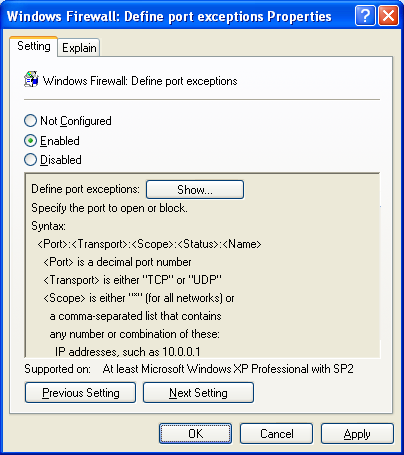 Windows Firewall: Define port exceptions Properties
Setting Explain
Windows Firewall: Define port exceptions
Not Configured
Enabled
Disabled
Define port exceptions: Show...
Specify the port to open or block.
Syntax:
<Port>:<Transport>:<Scope>:<Status>:<Name>
<Port> is a decimal port number
<Transport> is either "TCP" or "UDP"
<Scope> is either "*" (for all networks) or
a comma-separated list that contains
any number or combination of these:
IP addresses, such as 10.0.0.1
Supported on: At least Microsoft Windows XP Professional with SP2
Previous Setting Next Setting
OK Cancel Apply